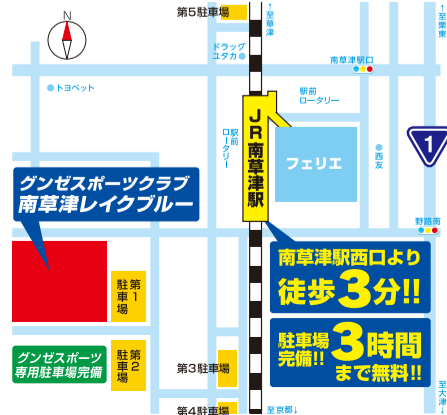 N
第5駐車場
↑至草津
↑至栗東
ドラッグ
ユタカ
南草津駅口
トヨペット
駅前
ロータリー
JR南草津駅
駅前
ロータリー
フェリエ
西友
1
グンゼスポーツクラブ
南草津レイクブルー
野路南
南草津駅西口より
徒歩3分!!
第1
駐車場
駐車場
完備!!
3時間
まで無料!!
グンゼスポーツ
専用駐車場完備
第2
駐車場
第3駐車場
第4駐車場
至京都↓
至大津↓